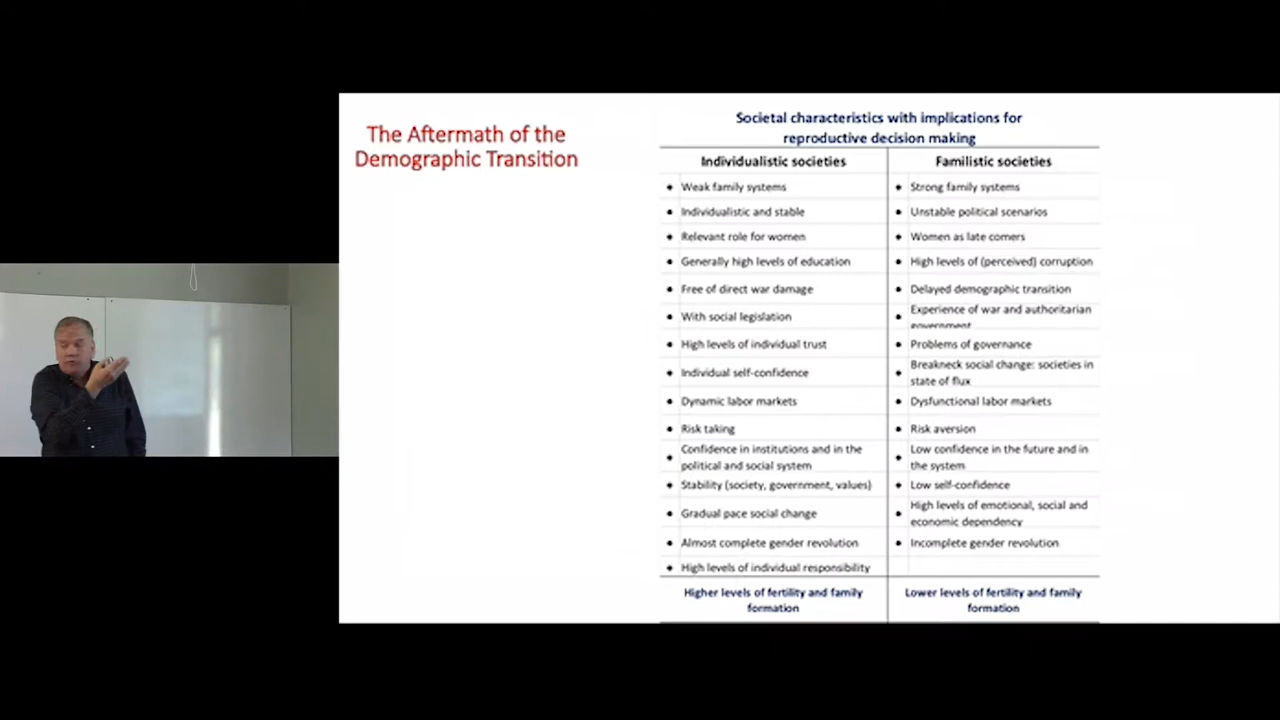 The Aftermath of the
Demographic Transition
Societal characteristics with implications for
reproductive decision making
Individualistic societies
Familistic societies
• Weak family systems
• Strong family systems
• Individualistic and stable
• Unstable political scenarios
• Relevant role for women
• Women as late comers
• Generally high levels of education
• High levels of (perceived) corruption
• Free of direct war damage
• Delayed demographic transition
• With social legislation
• Experience of war and authoritarian
government
• High levels of individual trust
• Problems of governance
• Individual self-confidence
• Breakneck social change: societies in
state of flux
• Dynamic labor markets
• Dysfunctional labor markets
• Risk taking
• Risk aversion
• Confidence in institutions and in the
political and social system
• Low confidence in the future and in
the system
• Stability (society, government, values)
• Low self-confidence
• Gradual pace social change
• High levels of emotional, social and
economic dependency
• Almost complete gender revolution
• Incomplete gender revolution
• High levels of individual responsibility
Higher levels of fertility and family
formation
Lower levels of fertility and family
formation